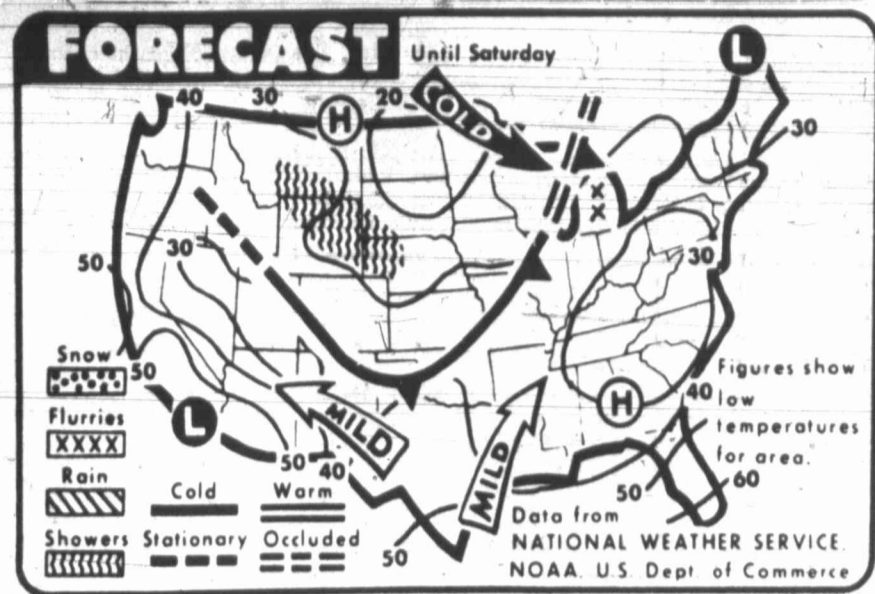 FORECAST
Until Saturday
L
40 30 20
H
COLD
30
XX
XX
30
30
50
Snow
50
Figures show
low
temperatures
for area.
40
H
Flurries
XXXX
L
MILD
MILD
Rain
50 40
50
60
Cold Warm
Data from
Showers Stationary Occluded
50
NATIONAL WEATHER SERVICE.
NOAA. U.S. Dept. of Commerce